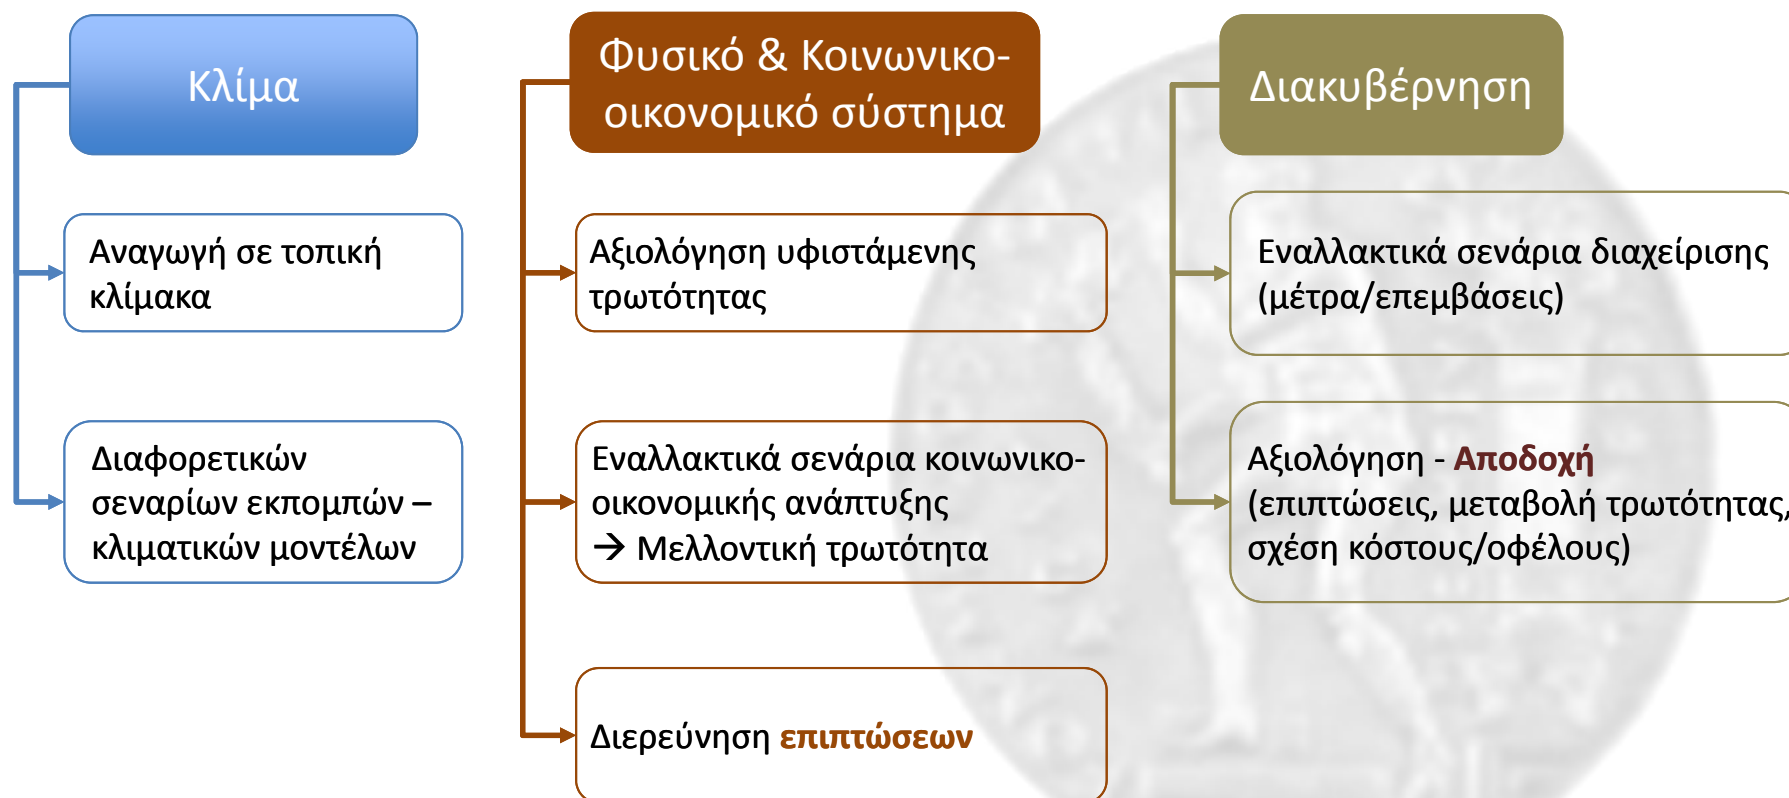 Κλίμα
Αναγωγή σε τοπική
κλίμακα
Διαφορετικών
σεναρίων εκπομπών –
κλιματικών μοντέλων
Φυσικό & Κοινωνικο-
οικονομικό σύστημα
Αξιολόγηση υφιστάμενης
τρωτότητας
Εναλλακτικά σενάρια κοινωνικο-
οικονομικής ανάπτυξης
→ Μελλοντική τρωτότητα
Διερεύνηση επιπτώσεων
Διακυβέρνηση
Εναλλακτικά σενάρια διαχείρισης
(μέτρα/επεμβάσεις)
Αξιολόγηση - Αποδοχή
(επιπτώσεις, μεταβολή τρωτότητας,
σχέση κόστους/οφέλους)